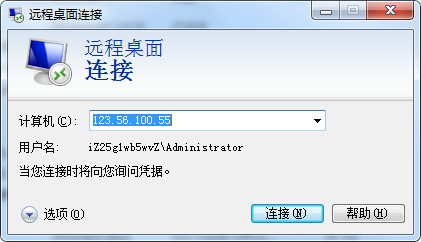 远程桌面连接
远程桌面
连接
计算机(C): 123.56.100.55
用户名: iZ25g1wb5wvZ\Administrator
当您连接时将向您询问凭据。
选项(O) 连接(N) 帮助(H)